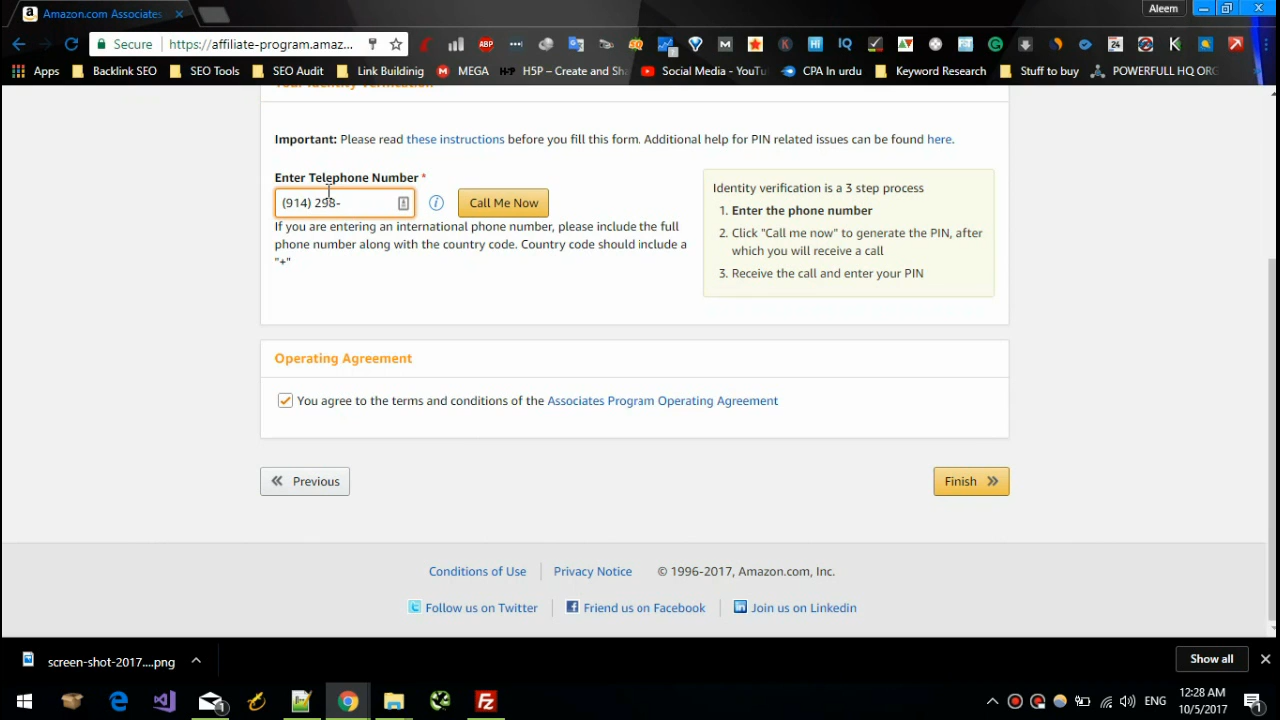 Amazon.com Associates
Aleem
Secure
https://affiliate-program.amaz...
Apps
Backlink SEO
SEO Tools
SEO Audit
Link Buildinig
MEGA
H5P – Create and Sha
Social Media - YouTu
CPA In urdu
Keyword Research
Stuff to buy
POWERFULL HQ ORG
Your Identity Verification
Important: Please read these instructions before you fill this form. Additional help for PIN related issues can be found here.
Enter Telephone Number *
(914) 298-
Call Me Now
If you are entering an international phone number, please include the full
phone number along with the country code. Country code should include a
"+"
Identity verification is a 3 step process
1. Enter the phone number
2. Click "Call me now" to generate the PIN, after
which you will receive a call
3. Receive the call and enter your PIN
Operating Agreement
You agree to the terms and conditions of the Associates Program Operating Agreement
Previous
Finish
Conditions of Use
Privacy Notice
© 1996-2017, Amazon.com, Inc.
Follow us on Twitter
Friend us on Facebook
Join us on Linkedin
screen-shot-2017....png
Show all
ENG
12:28 AM
10/5/2017